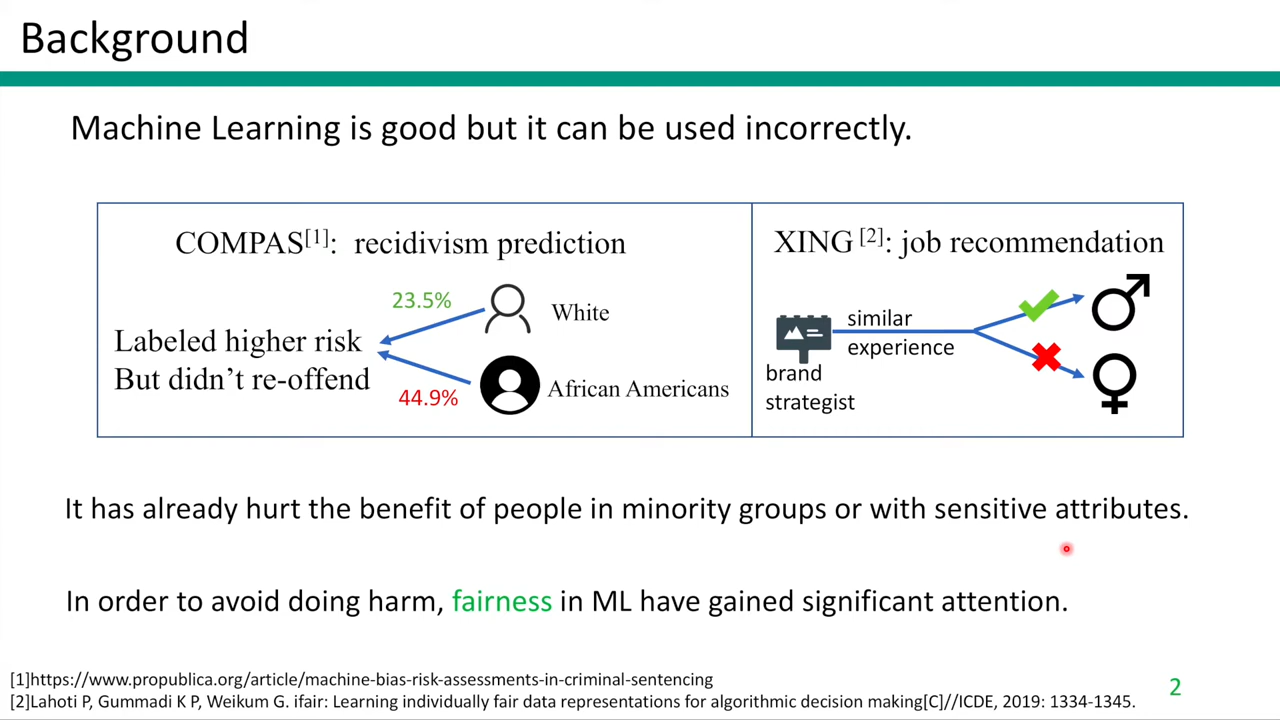 Background
Machine Learning is good but it can be used incorrectly.
COMPAS[1]: recidivism prediction
23.5%
White
Labeled higher risk
But didn't re-offend
44.9%
African Americans
XING [2]: job recommendation
similar
experience
brand
strategist
It has already hurt the benefit of people in minority groups or with sensitive attributes.
In order to avoid doing harm, fairness in ML have gained significant attention.
[1]https://www.propublica.org/article/machine-bias-risk-assessments-in-criminal-sentencing
[2]Lahoti P, Gummadi K P, Weikum G. ifair: Learning individually fair data representations for algorithmic decision making[C]//ICDE, 2019: 1334-1345.
2